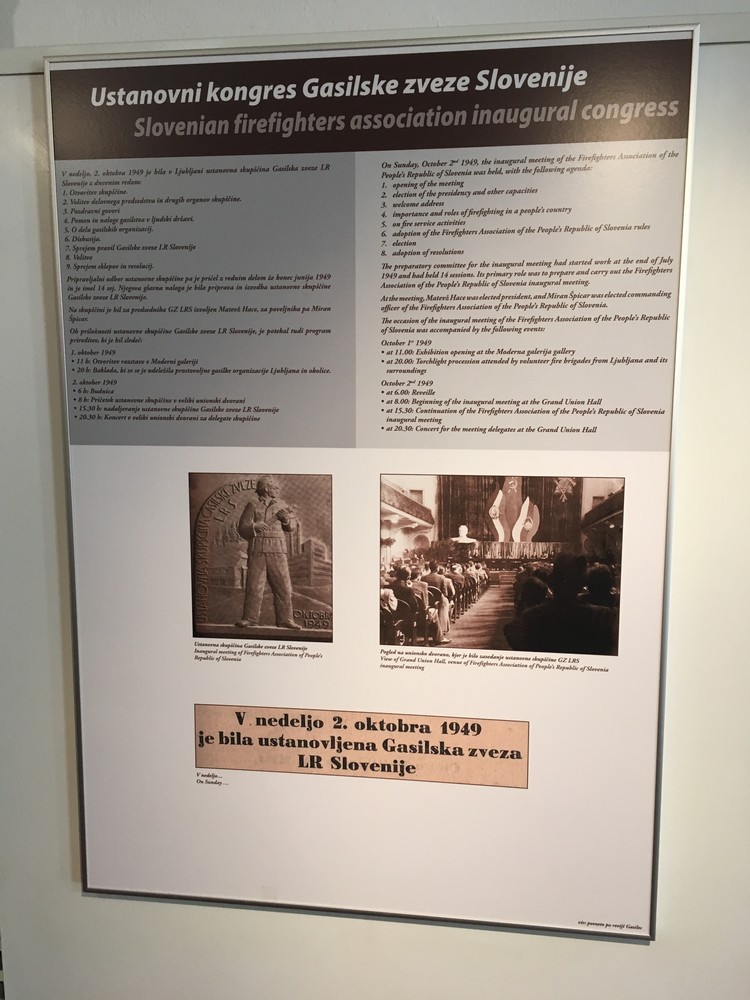 Ustanovni kongres Gasilske zveze Slovenije
Slovenian firefighters association inaugural congress
V nedeljo, 2. oktobra 1949 je bila v Ljubljani ustanovna skupščina Gasilska zveze LR
Slovenije z dnevnim redom:
1. Otvoritev skupščine.
2. Volitev delovnega predsedstva in drugih organov skupščine.
3. Pozdravni govori
4. Pomen in naloge gasilstva v ljudski državi.
5. O delu gasilskih organizacij.
6. Diskusija.
7. Sprejem pravil Gasilske zveze LR Slovenije
8. Volitve
9. Sprejem sklepov in resolucij.
Pripravljalni odbor ustanovne skupščine pa je pričel z rednim delom že konec junija 1949
in je imel 14 sej. Njegova glavna naloga je bila priprava in izvedba ustanovne skupščine
Gasilske zveze LR Slovenije.
Na skupščini je bil za predsednika GZ LRS izvoljen Matevž Hace, za poveljnika pa Miran
Špicar.
Ob priložnosti ustanovne skupščine Gasilske zveze LR Slovenije, je potekal tudi program
prireditev, ki je bil sledeč:
1. oktober 1949
• 11 h: Otvoritev razstave v Moderni galeriji
• 20 h: Baklada, ki so se je udeležila prostovoljne gasilke organizacije Ljubljana in okolice.
2. oktober 1949
• 6 h: Budnica
• 8 h: Pričetek ustanovne skupščine v veliki unionski dvorani
• 15.30 h: nadaljevanje ustanovne skupščine Gasilske zveze LR Slovenije
• 20.30 h: Koncert v veliki unionski dvorani za delegate skupščine
On Sunday, October 2nd 1949, the inaugural meeting of the Firefighters Association of the
People's Republic of Slovenia was held, with the following agenda:
1. opening of the meeting
2. election of the presidency and other capacities
3. welcome address
4. importance and roles of firefighting in a people's country
5. on fire service activities
6. adoption of the Firefighters Association of the People's Republic of Slovenia rules
7. election
8. adoption of resolutions
The preparatory committee for the inaugural meeting had started work at the end of July
1949 and had held 14 sessions. Its primary role was to prepare and carry out the Firefighters
Association of the People's Republic of Slovenia inaugural meeting.
At the meeting, Matevž Hace was elected president, and Miran Špicar was elected commanding
officer of the Firefighters Association of the People's Republic of Slovenia.
The occasion of the inaugural meeting of the Firefighters Association of the People's Republic
of Slovenia was accompanied by the following events:
October 1st 1949
• at 11.00: Exhibition opening at the Moderna galerija gallery
• at 20.00: Torchlight procession attended by volunteer fire brigades from Ljubljana and its
surroundings
October 2nd 1949
• at 6.00: Reveille
• at 8.00: Beginning of the inaugural meeting at the Grand Union Hall
• at 15.30: Continuation of the Firefighters Association of the People's Republic of Slovenia
inaugural meeting
• at 20.30: Concert for the meeting delegates at the Grand Union Hall
USTANOVNA SKUPŠČINA GASILSKE ZVEZE
LRS
OKTOBER
1949
Ustanovna skupščina Gasilske zveze LR Slovenije
Inaugural meeting of Firefighters Association of People's
Republic of Slovenia
Pogled na unionsko dvorano, kjer je bilo zasedanje ustanovne skupščine GZ LRS
View of Grand Union Hall, venue of Firefighters Association of People's Republic of Slovenia
inaugural meeting
V nedeljo 2. oktobra 1949
je bila ustanovljena Gasilska zveza
LR Slovenije
V nedeljo...
On Sunday ...
vse povzeto po reviji Gasilec